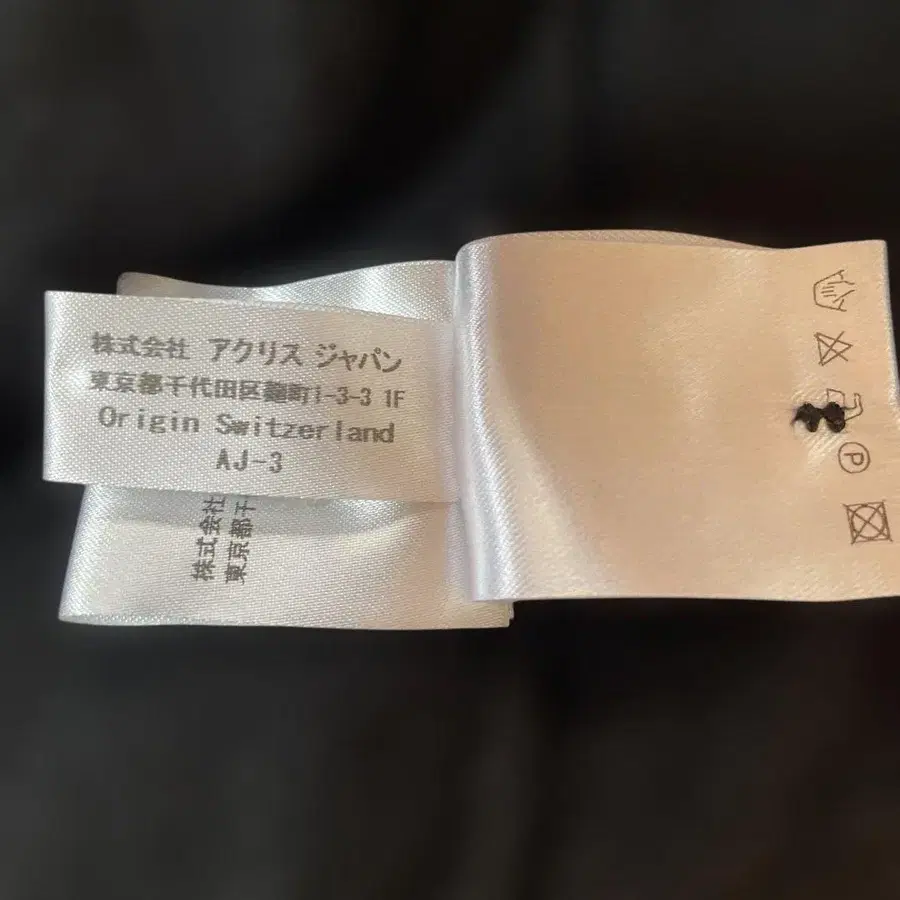 株式会社 アクリス ジャパン
東京都千代田区麹町1-3-3 1F
Origin Switzerland
AJ-3
株式会社
東京都千
P